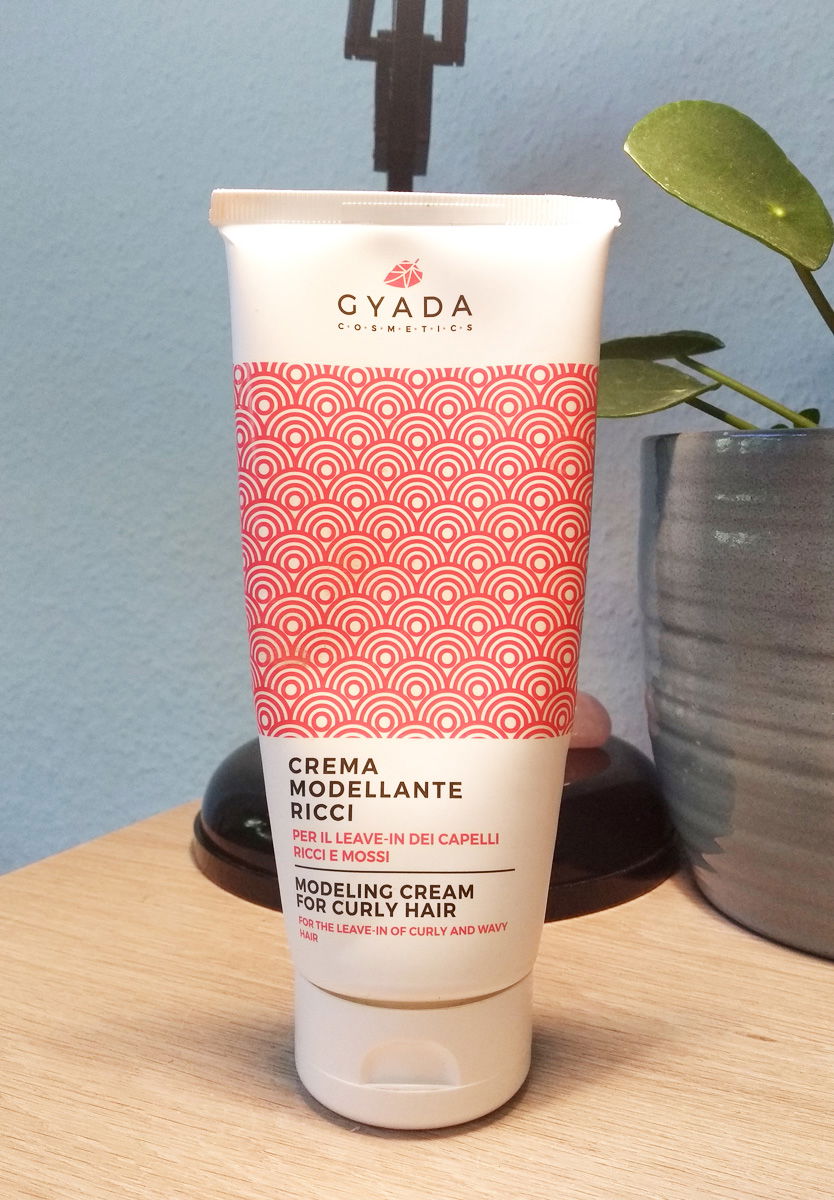 GYADA
C·O·S·M·E·T·I·C·S
CREMA
MODELLANTE
RICCI
PER IL LEAVE-IN DEI CAPELLI
RICCI E MOSSI
MODELING CREAM
FOR CURLY HAIR
FOR THE LEAVE-IN OF CURLY AND WAVY
HAIR